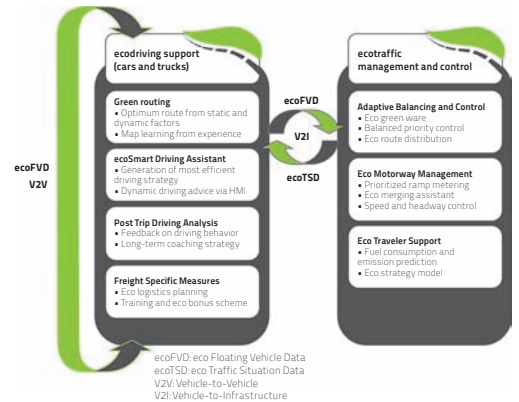 ecodriving support
(cars and trucks)
Green routing
▪ Optimum route from static and
dynamic factors
▪ Map learning from experience
ecoSmart Driving Assistant
▪ Generation of most efficient
driving strategy
▪ Dynamic driving advice via HMI
Post Trip Driving Analysis
▪ Feedback on driving behavior
▪ Long-term coaching strategy
Freight Specific Measures
▪ Eco logistics planning
▪ Training and eco bonus scheme
ecoFVD
V2V
ecoFVD
V2I
ecoTSD
ecotraffic
management and control
Adaptive Balancing and Control
▪ Eco green ware
▪ Balanced priority control
▪ Eco route distribution
Eco Motorway Management
▪ Prioritized ramp metering
▪ Eco merging assistant
▪ Speed and headway control
Eco Traveler Support
▪ Fuel consumption and
emission prediction
▪ Eco strategy model
ecoFVD: eco Floating Vehicle Data
ecoTSD: eco Traffic Situation Data
V2V: Vehicle-to-Vehicle
V2I: Vehicle-to-Infrastructure